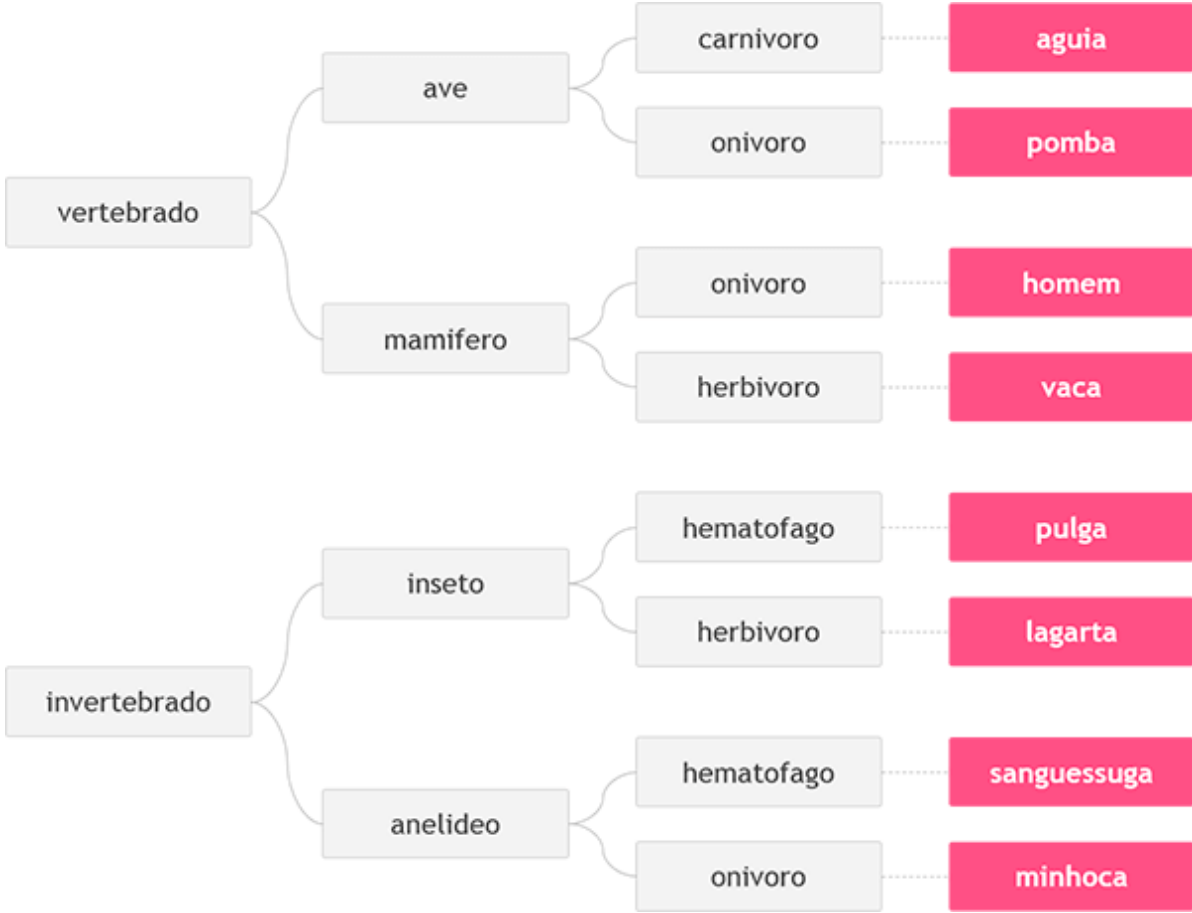 carnivoro
aguia
ave
onivoro
pomba
vertebrado
onivoro
homem
mamifero
herbivoro
vaca
hematofago
pulga
inseto
herbivoro
lagarta
invertebrado
hematofago
sanguessuga
anelideo
onivoro
minhoca